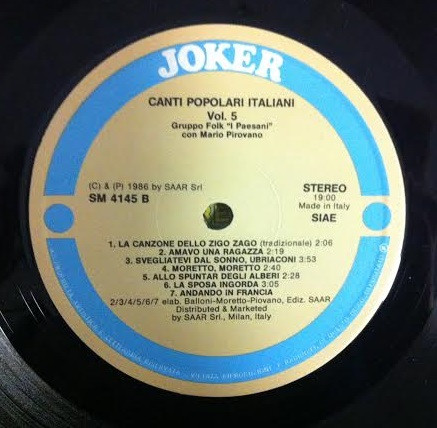 JOKER
CANTI POPOLARI ITALIANI
Vol. 5
Gruppo Folk "I Paesani"
con Mario Pirovano
(C) & (P) 1986 by SAAR Srl
SM 4145 B
STEREO
19:00
Made in Italy
SIAE
1. LA CANZONE DELLO ZIGO ZAGO (tradizionale) 2:06
2. AMAVO UNA RAGAZZA 2:19
3. SVEGLIATEVI DAL SONNO, UBRIACONI 3:53
4. MORETTO, MORETTO 2:40
5. ALLO SPUNTAR DEGLI ALBERI 2:28
6. LA SPOSA INGORDA 3:05
7. ANDANDO IN FRANCIA
2/3/4/5/6/7 elab. Balloni-Moretto-Piovano, Ediz. SAAR
Distributed & Marketed
by SAAR Srl., Milan, Italy